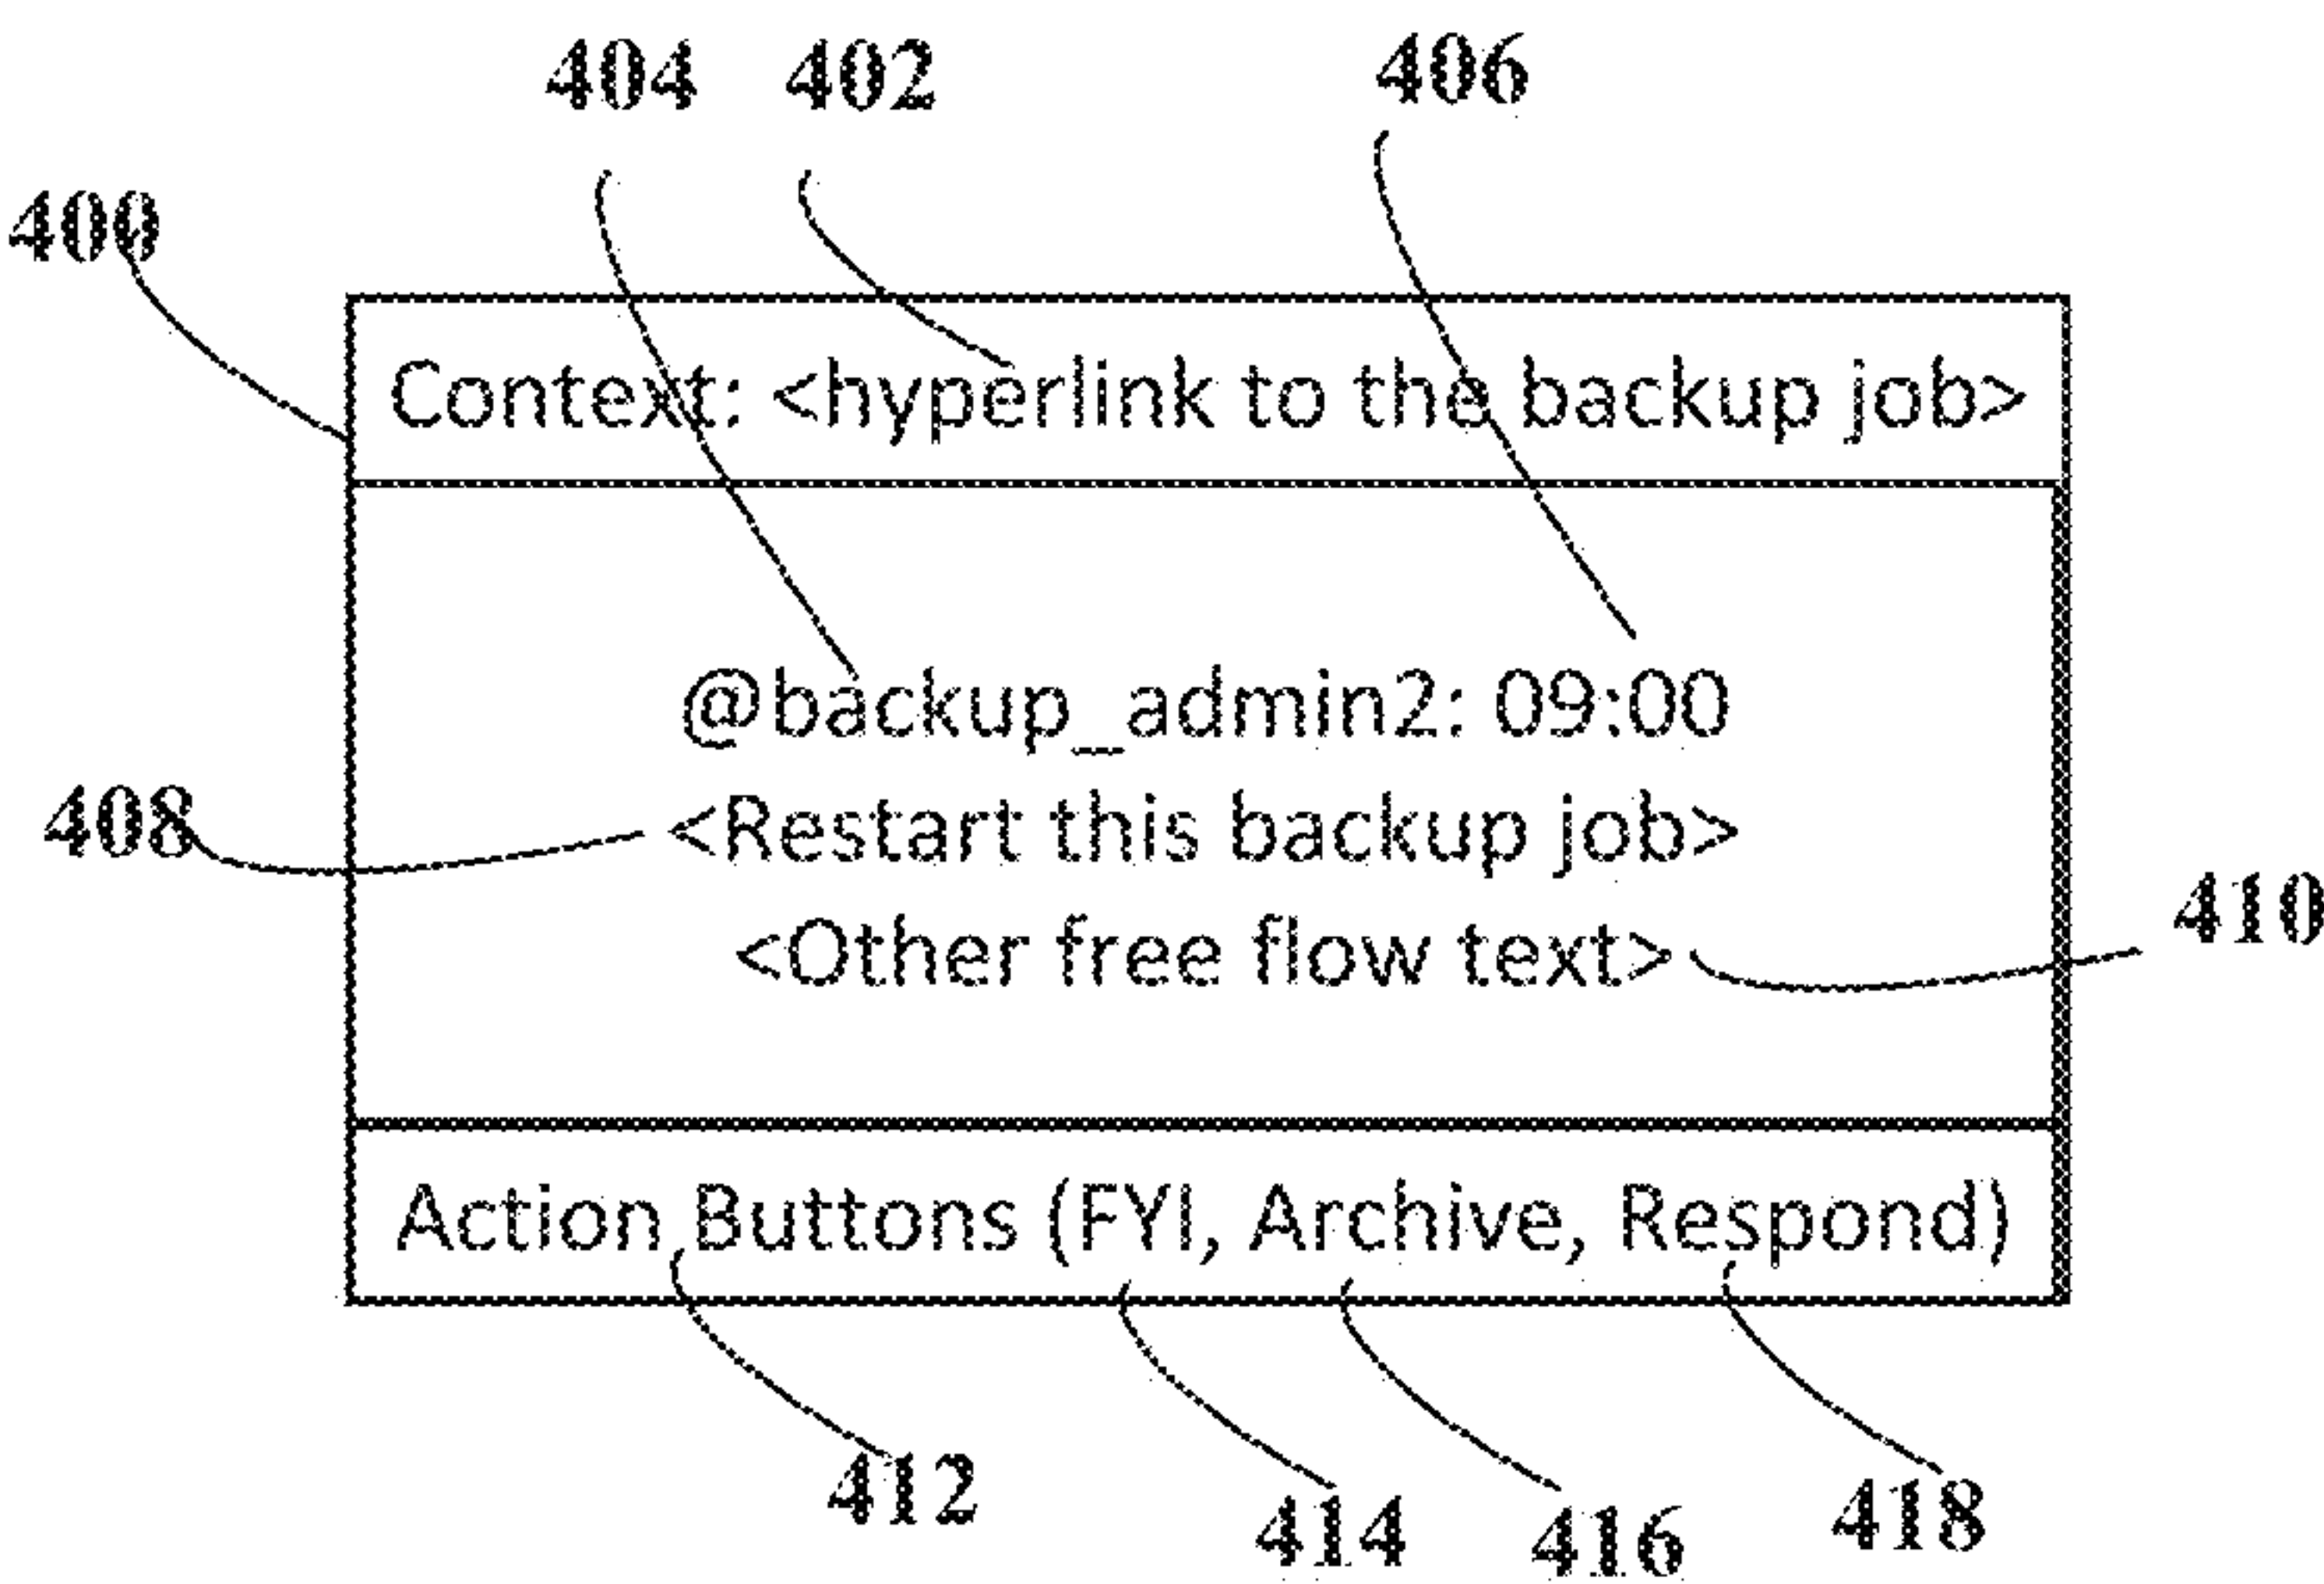 404 402 406
400
Context: <hyperlink to the backup job>
@backup_admin2: 09:00
408 <Restart this backup job>
<Other free flow text> 410
Action Buttons (FYI, Archive, Respond)
412 414 416 418